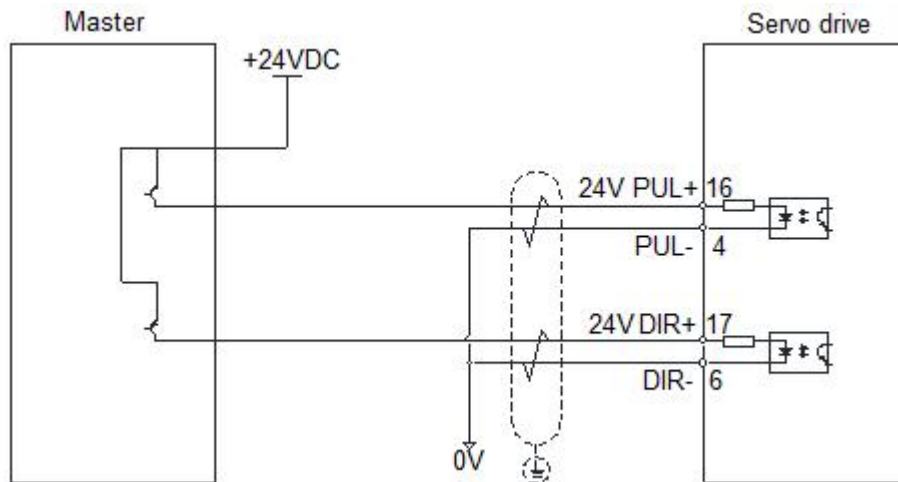 Master
Servo drive
+24VDC
24V PUL+ 16
PUL- 4
24V DIR+ 17
DIR- 6
0V